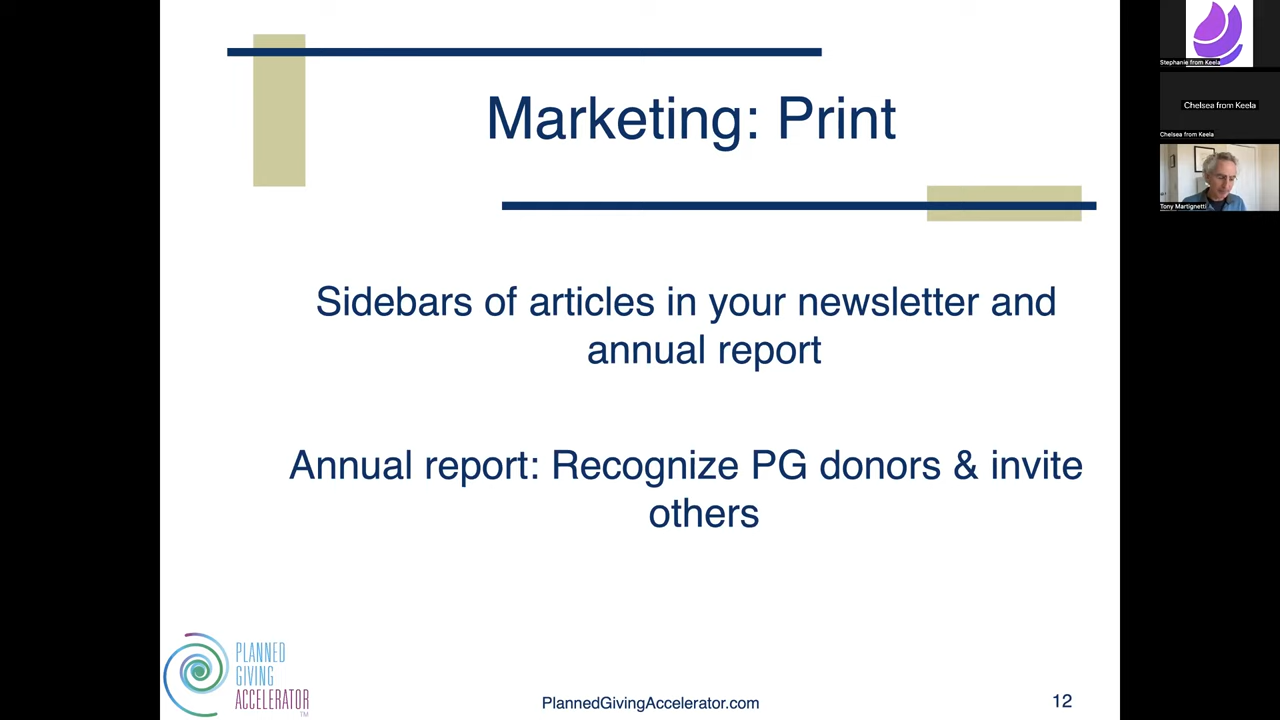 Marketing: Print
Sidebars of articles in your newsletter and
annual report
Annual report: Recognize PG donors & invite
others
PLANNED
GIVING
ACCELERATOR
TM
PlannedGivingAccelerator.com
12
Stephanie from Keela
Chelsea from Keela
Chelsea from Keela
Tony Martignetti